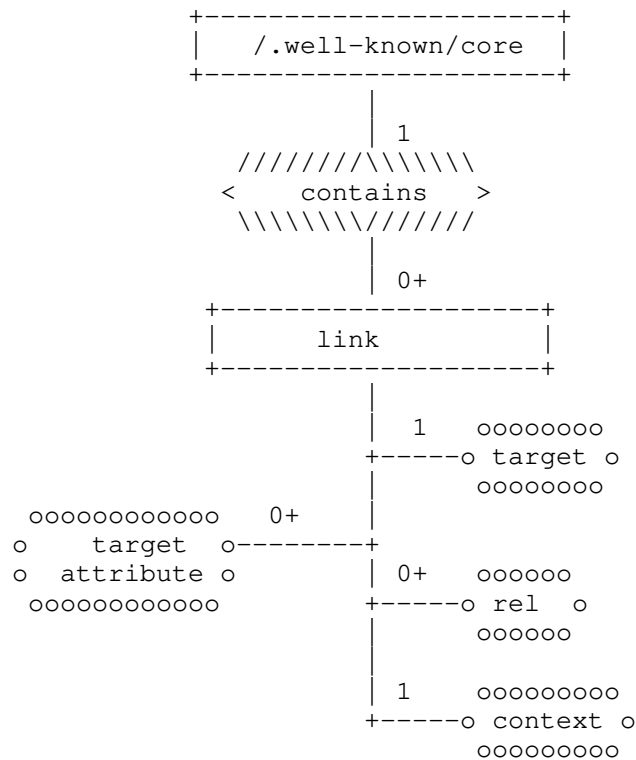 /.well-known/core
1
contains
0+
link
1
target
0+
target
attribute
0+
rel
1
context